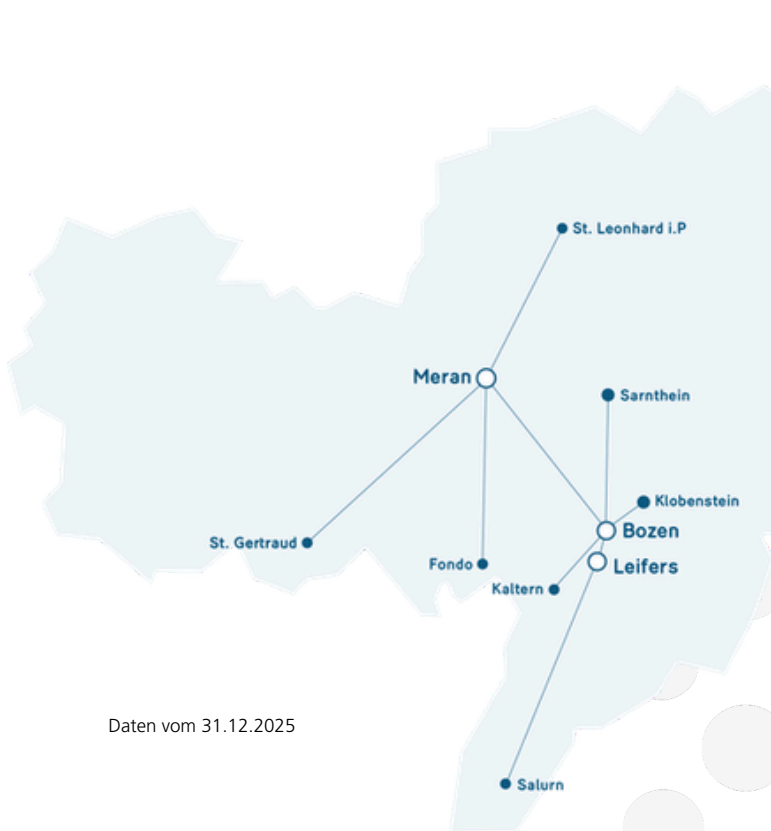 St. Leonhard i.P
Meran
Sarnthein
Klobenstein
Bozen
St. Gertraud
Fondo
Leifers
Kaltern
Daten vom 31.12.2025
Salurn